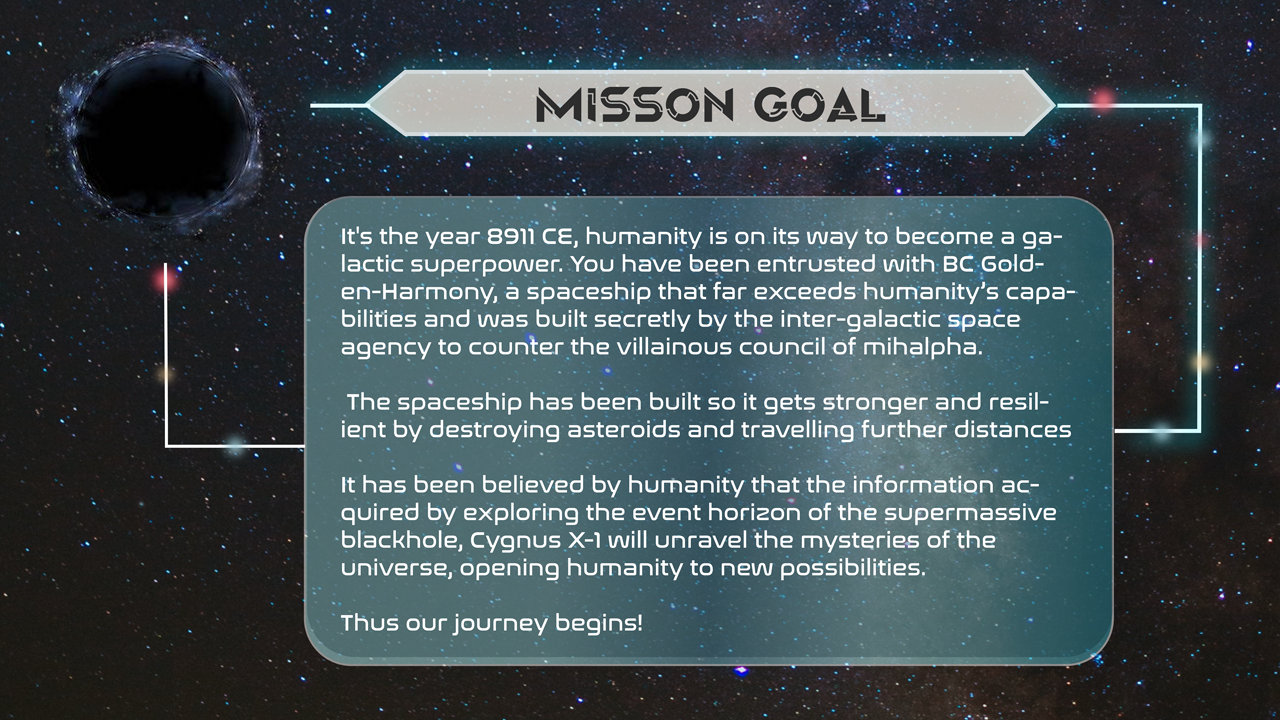 MISSON GOAL
It's the year 8911 CE, humanity is on its way to become a ga-
lactic superpower. You have been entrusted with BC Gold-
en-Harmony, a spaceship that far exceeds humanity's capa-
bilities and was built secretly by the inter-galactic space
agency to counter the villainous council of mihalpha.
The spaceship has been built so it gets stronger and resil-
ient by destroying asteroids and travelling further distances
It has been believed by humanity that the information ac-
quired by exploring the event horizon of the supermassive
blackhole, Cygnus X-1 will unravel the mysteries of the
universe, opening humanity to new possibilities.
Thus our journey begins!